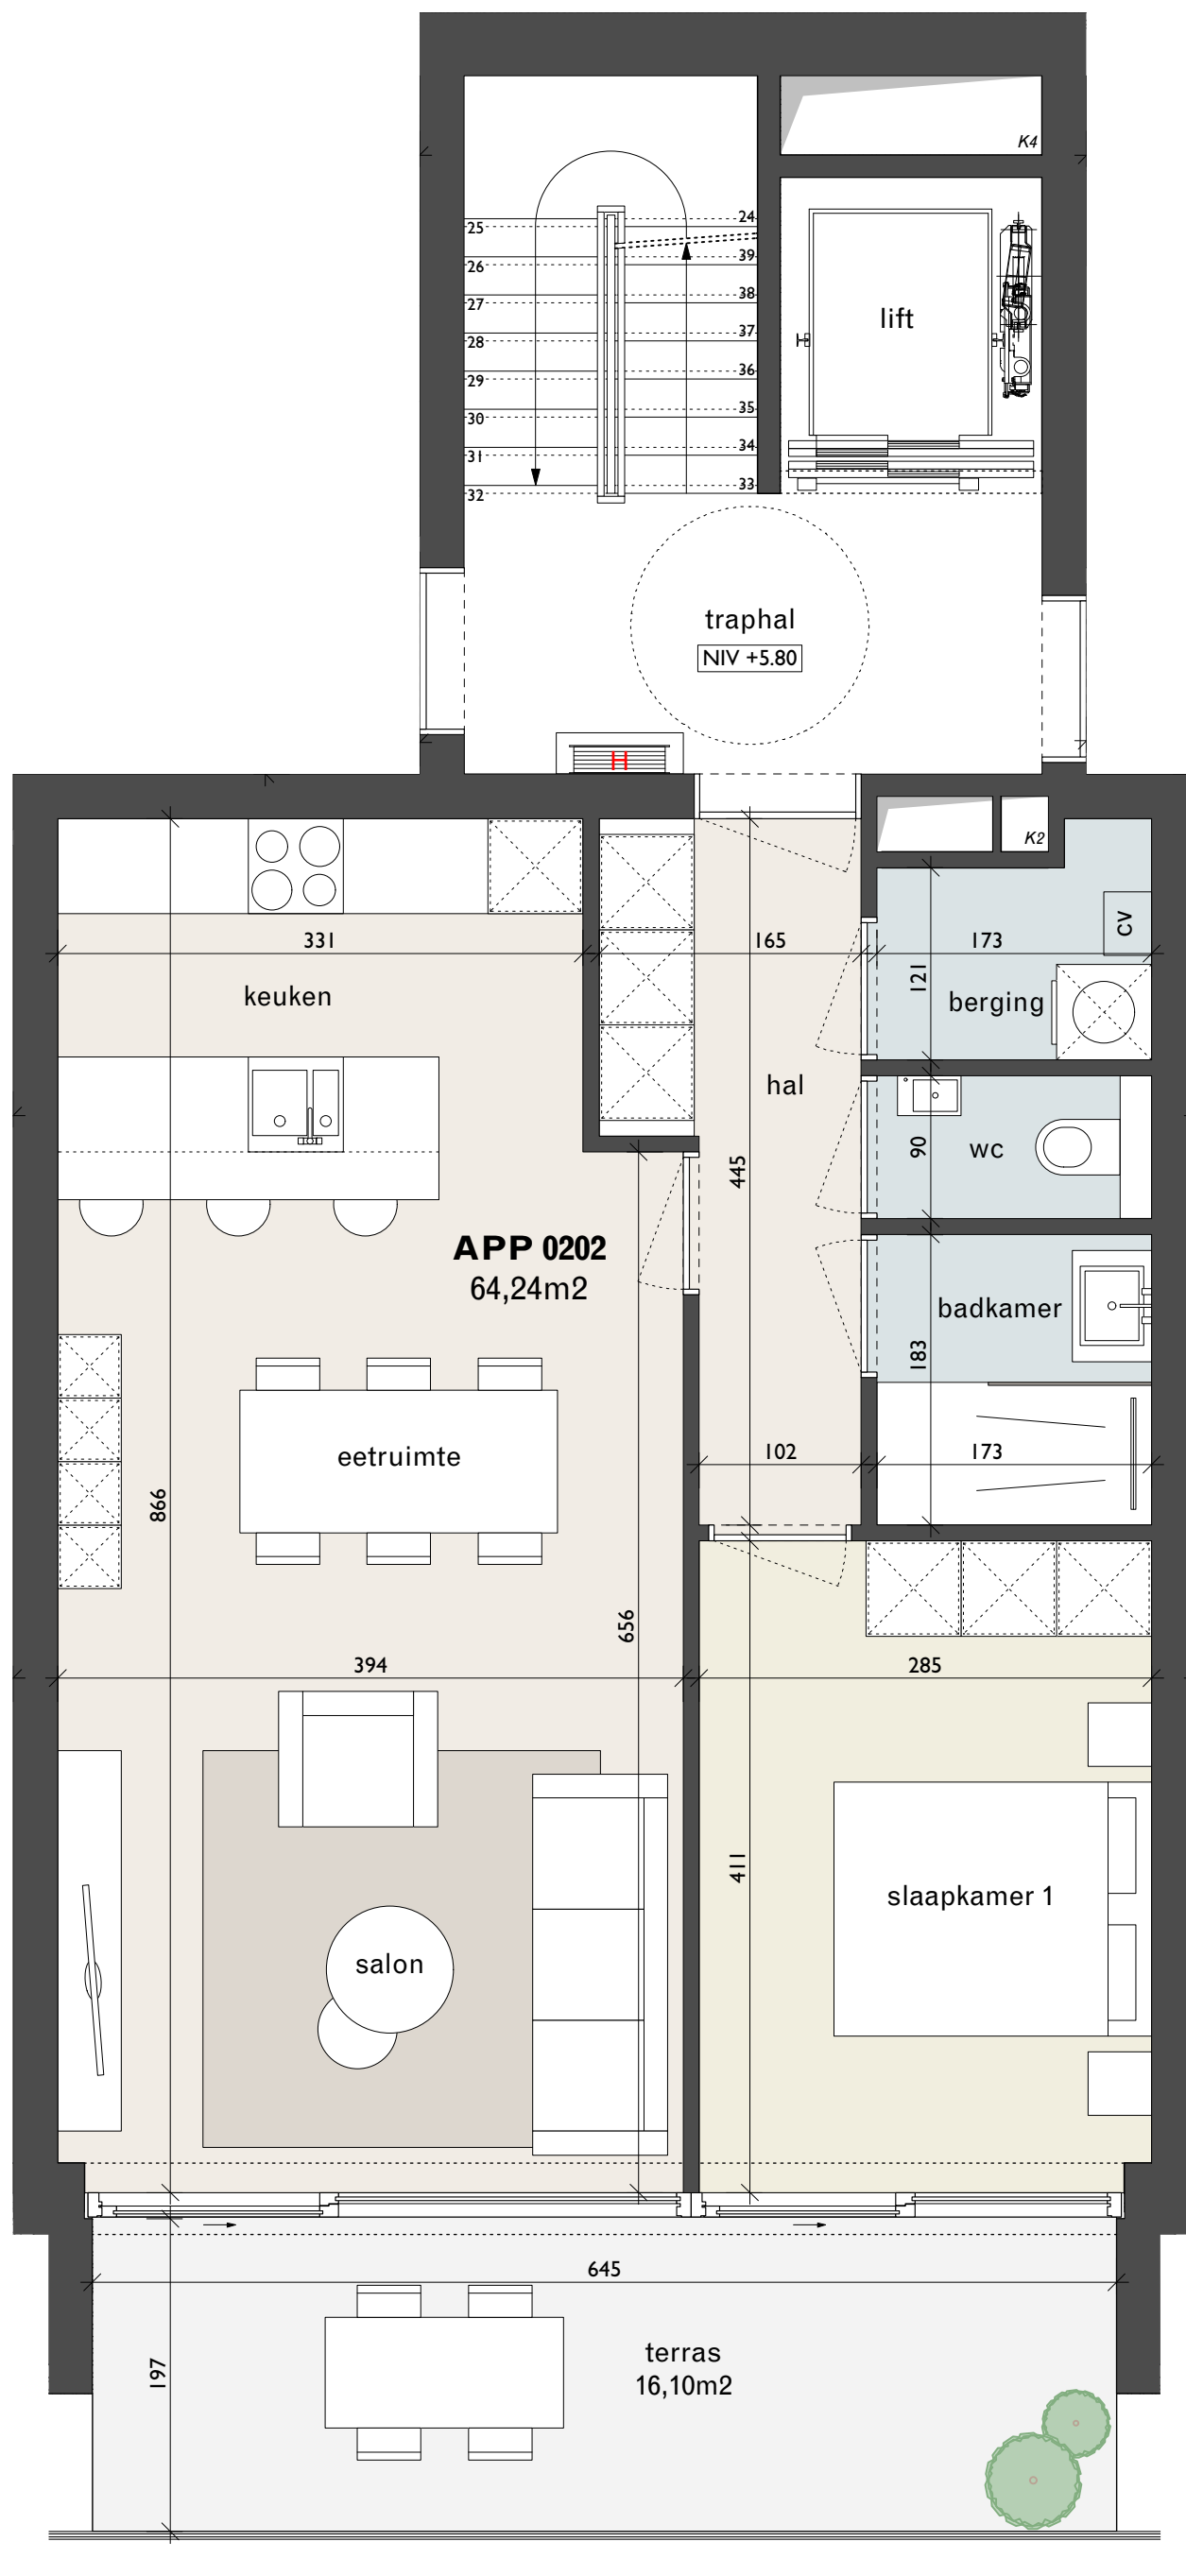 K4
24
25
39
26
38
27
37
28
36
29
35
30
34
31
33
32
lift
traphal
NIV +5.80
H
K2
CV
331
165
173
121
keuken
berging
hal
90
wc
445
APP 0202
64,24m2
badkamer
183
eetruimte
102
173
866
656
394
285
411
slaapkamer 1
salon
645
197
terras
16,10m2